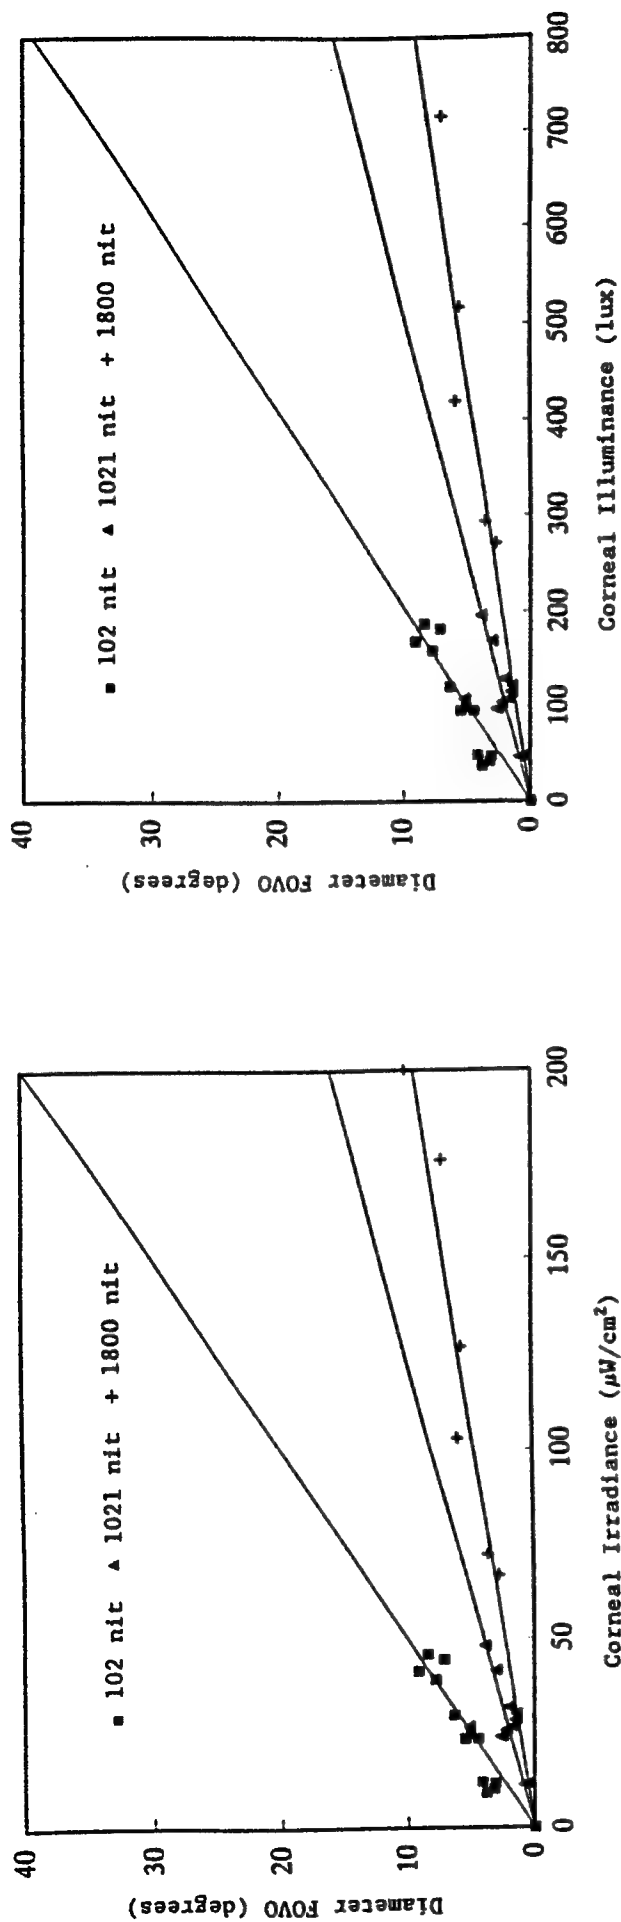 40
30
20
10
0
Diameter FOVO (degrees)
■ 102 nit ▲ 1021 nit + 1800 nit
0 50 100 150 200
Corneal Irradiance (μW/cm²)
40
30
20
10
0
Diameter FOVO (degrees)
■ 102 nit ▲ 1021 nit + 1800 nit
0 100 200 300 400 500 600 700 800
Corneal Illuminance (lux)